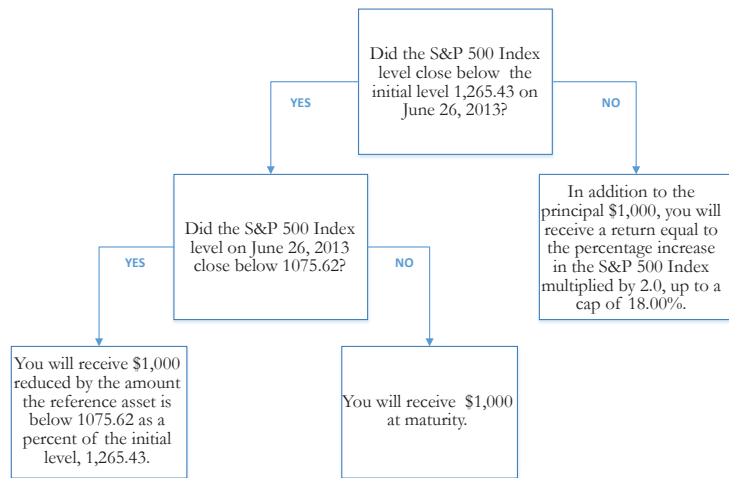 Did the S&P 500 Index
level close below the
initial level 1,265.43 on
June 26, 2013?
YES
NO
Did the S&P 500 Index
level on June 26, 2013
close below 1075.62?
In addition to the
principal $1,000, you will
receive a return equal to
the percentage increase
in the S&P 500 Index
multiplied by 2.0, up to a
cap of 18.00%.
YES
NO
You will receive $1,000
reduced by the amount
the reference asset is
below 1075.62 as a
percent of the initial
level, 1,265.43.
You will receive $1,000
at maturity.